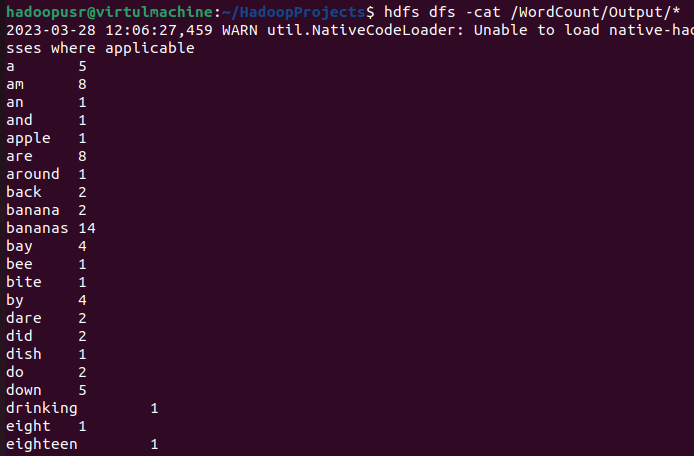 hadoopusr@virtulmachine:~/HadoopProjects$ hdfs dfs -cat /WordCount/Output/*
2023-03-28 12:06:27,459 WARN util.NativeCodeLoader: Unable to load native-had
sses where applicable
a 5
am 8
an 1
and 1
apple 1
are 8
around 1
back 2
banana 2
bananas 14
bay 4
bee 1
bite 1
by 4
dare 2
did 2
dish 1
do 2
down 5
drinking 1
eight 1
eighteen 1